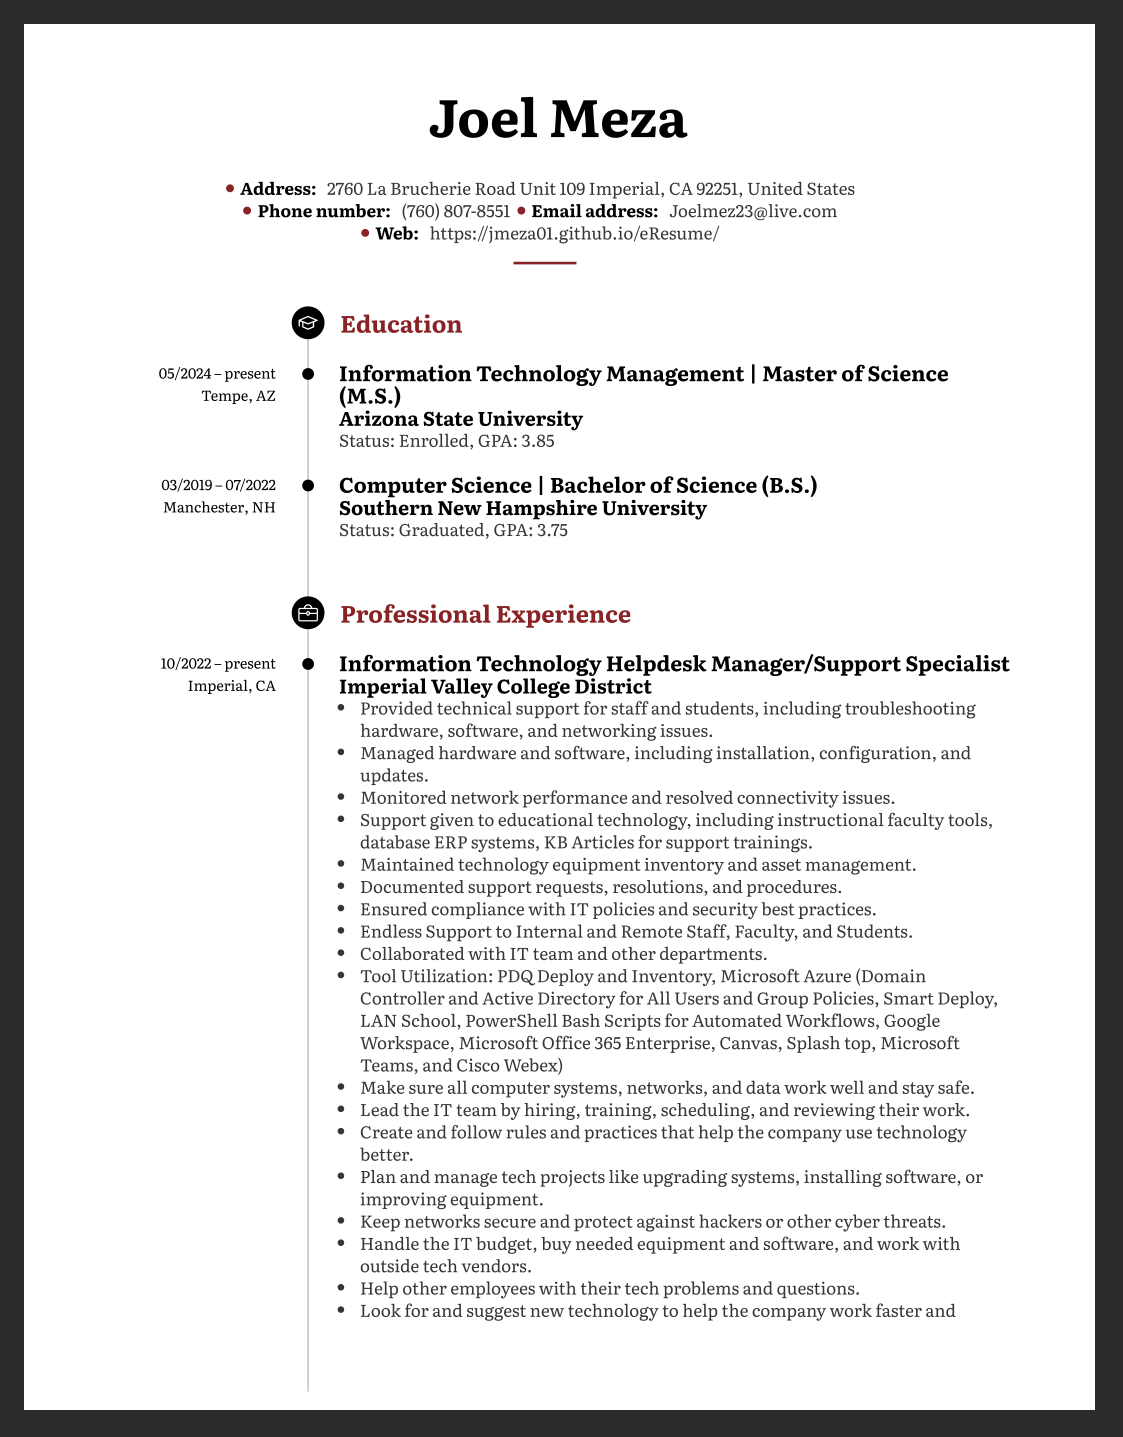 Joel Meza
• Address: 2760 La Brucherie Road Unit 109 Imperial, CA 92251, United States
• Phone number: (760) 807-8551 • Email address: Joelmez23@live.com
• Web: https://jmeza01.github.io/eResume/
Education
05/2024 – present
Tempe, AZ
Information Technology Management | Master of Science
(M.S.)
Arizona State University
Status: Enrolled, GPA: 3.85
03/2019 – 07/2022
Manchester, NH
Computer Science | Bachelor of Science (B.S.)
Southern New Hampshire University
Status: Graduated, GPA: 3.75
Professional Experience
10/2022 – present
Imperial, CA
Information Technology Helpdesk Manager/Support Specialist
Imperial Valley College District
• Provided technical support for staff and students, including troubleshooting
hardware, software, and networking issues.
• Managed hardware and software, including installation, configuration, and
updates.
• Monitored network performance and resolved connectivity issues.
• Support given to educational technology, including instructional faculty tools,
database ERP systems, KB Articles for support trainings.
• Maintained technology equipment inventory and asset management.
• Documented support requests, resolutions, and procedures.
• Ensured compliance with IT policies and security best practices.
• Endless Support to Internal and Remote Staff, Faculty, and Students.
• Collaborated with IT team and other departments.
• Tool Utilization: PDQ Deploy and Inventory, Microsoft Azure (Domain
Controller and Active Directory for All Users and Group Policies, Smart Deploy,
LAN School, PowerShell Bash Scripts for Automated Workflows, Google
Workspace, Microsoft Office 365 Enterprise, Canvas, Splash top, Microsoft
Teams, and Cisco Webex)
• Make sure all computer systems, networks, and data work well and stay safe.
• Lead the IT team by hiring, training, scheduling, and reviewing their work.
• Create and follow rules and practices that help the company use technology
better.
• Plan and manage tech projects like upgrading systems, installing software, or
improving equipment.
• Keep networks secure and protect against hackers or other cyber threats.
• Handle the IT budget, buy needed equipment and software, and work with
outside tech vendors.
• Help other employees with their tech problems and questions.
• Look for and suggest new technology to help the company work faster and